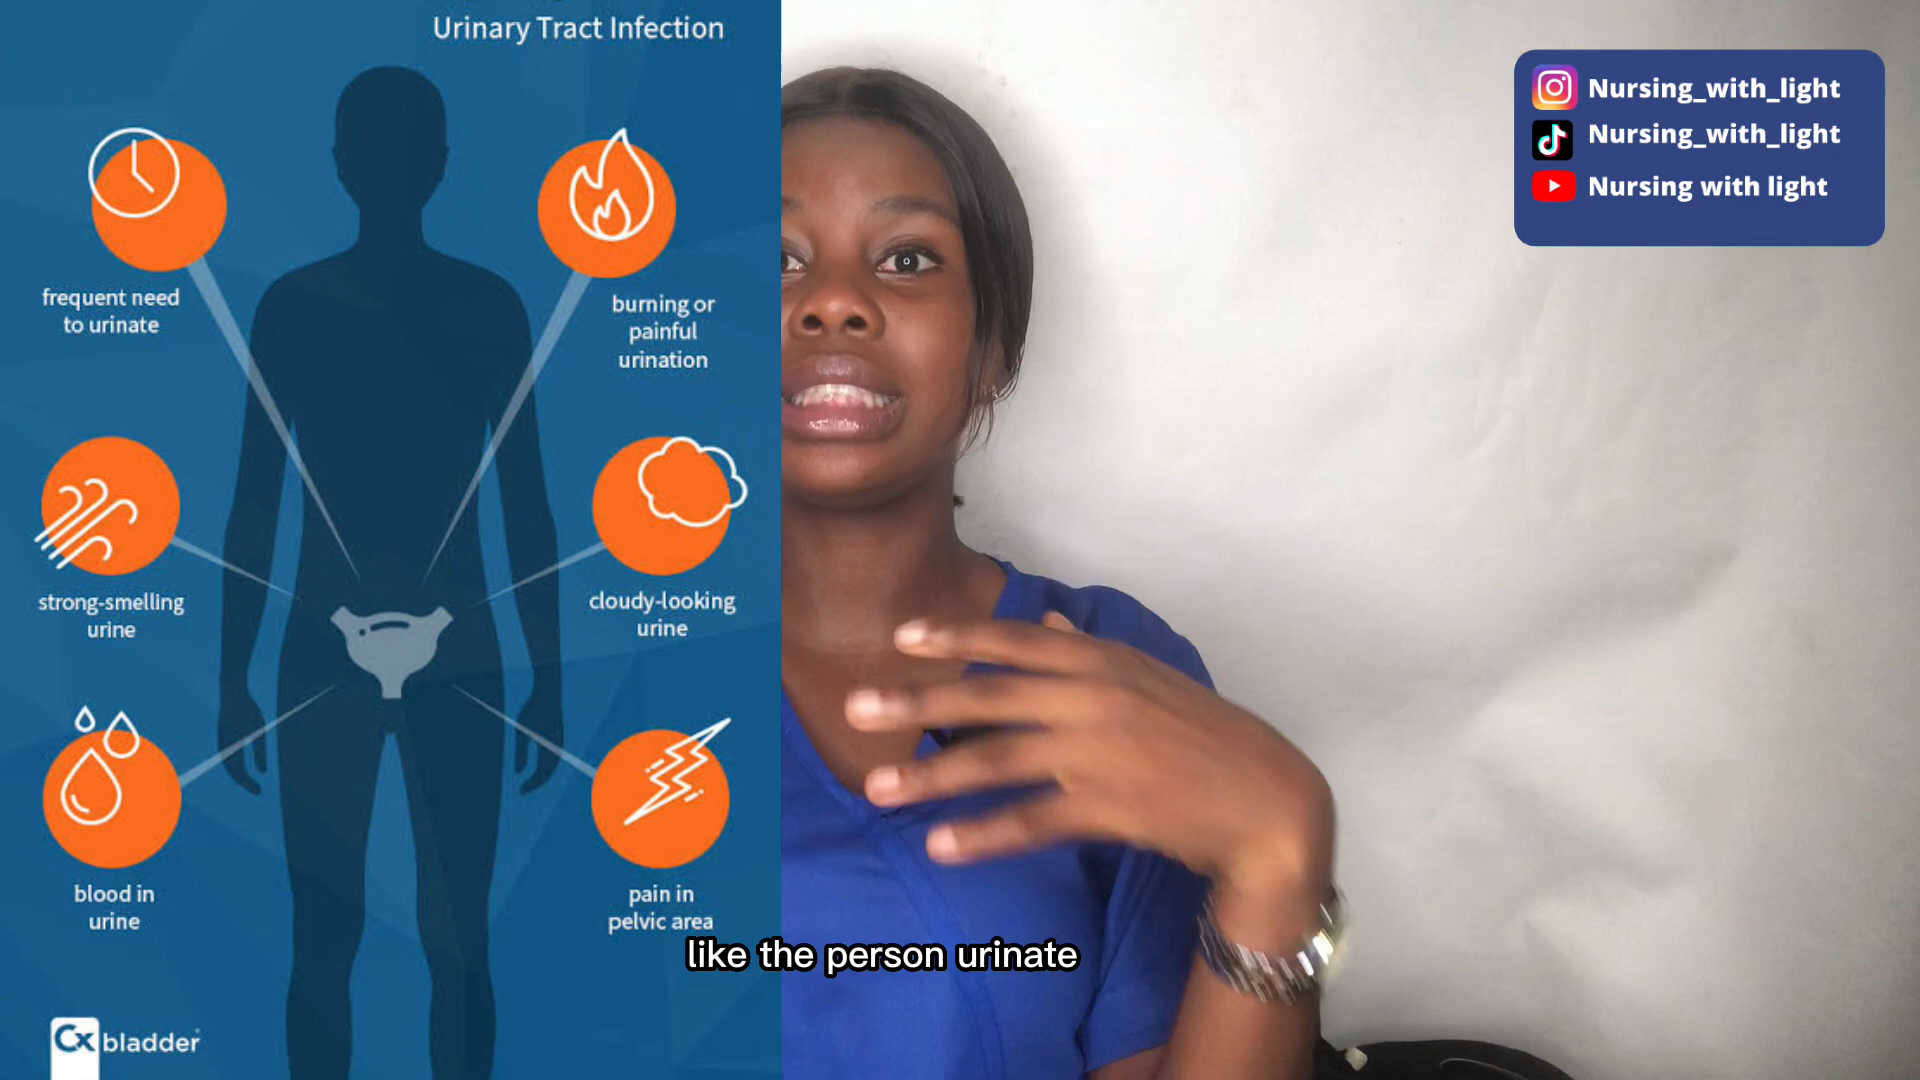 Urinary Tract Infection
frequent need
to urinate
burning or
painful
urination
strong-smelling
urine
cloudy-looking
urine
blood in
urine
pain in
pelvic area
Cx bladder
Nursing_with_light
Nursing_with_light
Nursing with light
like the person urinate